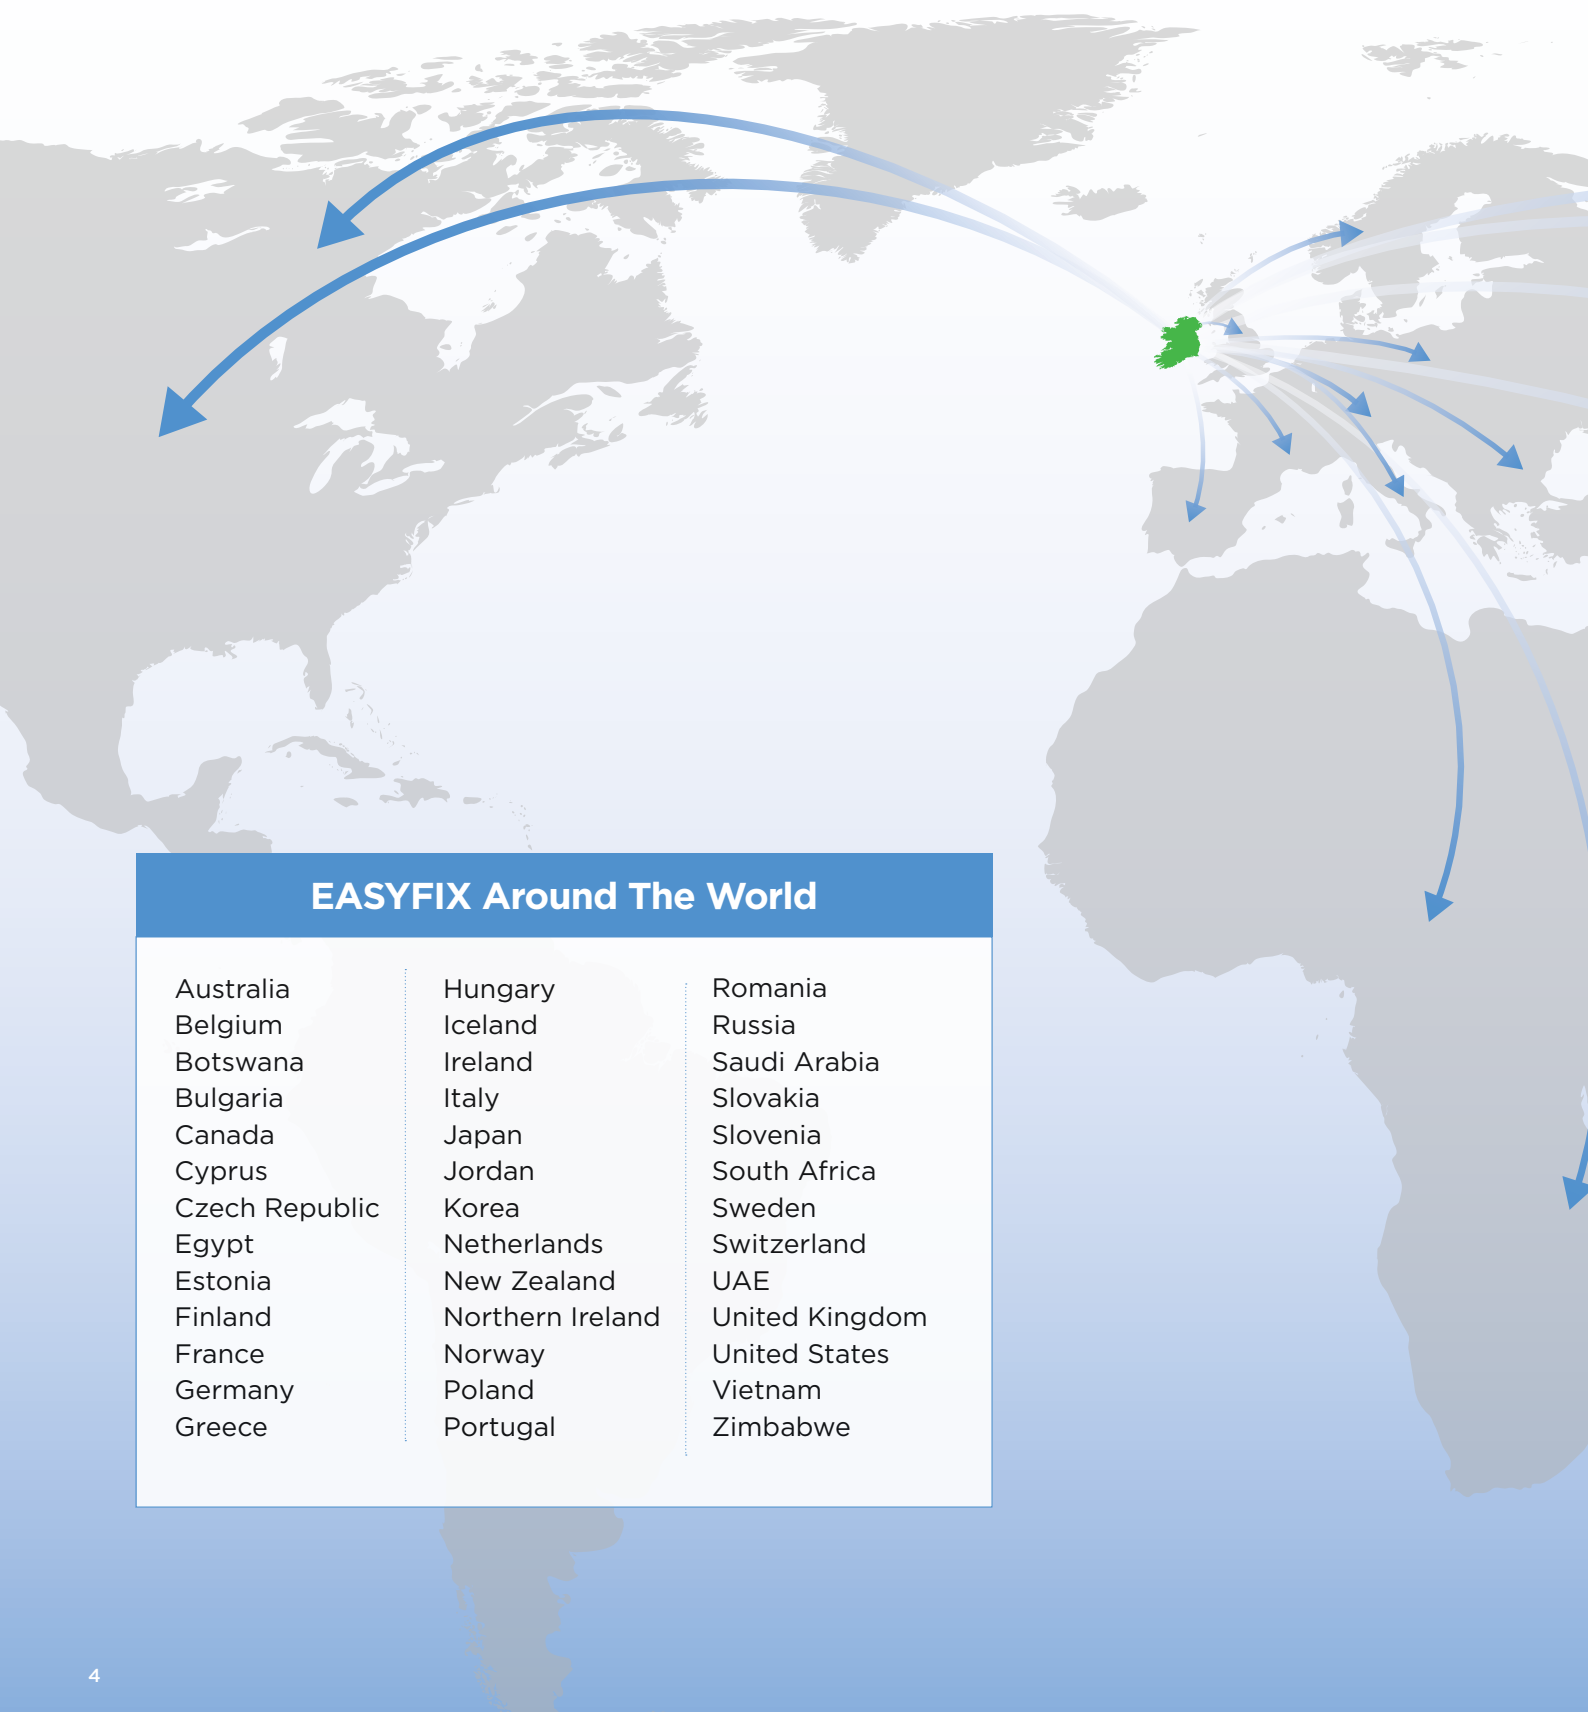 EASYFIX Around The World
Australia
Belgium
Botswana
Bulgaria
Canada
Cyprus
Czech Republic
Egypt
Estonia
Finland
France
Germany
Greece
Hungary
Iceland
Ireland
Italy
Japan
Jordan
Korea
Netherlands
New Zealand
Northern Ireland
Norway
Poland
Portugal
Romania
Russia
Saudi Arabia
Slovakia
Slovenia
South Africa
Sweden
Switzerland
UAE
United Kingdom
United States
Vietnam
Zimbabwe
4